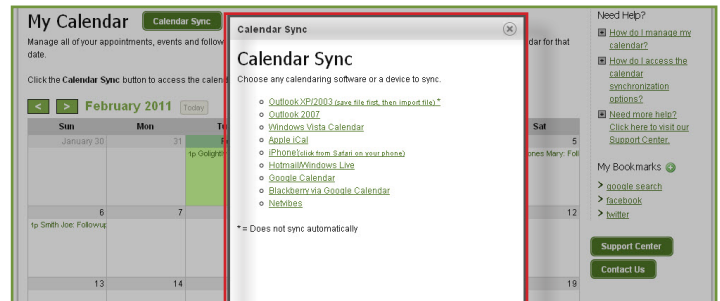 My Calendar
Calendar Sync
Manage all of your appointments, events and follow
dar for that
date.
Click the Calendar Sync button to access the calen
< > February 2011 Today
Sun Mon Tu Sat
January 30 31 5
1p Golight
ones Mary: Foll
6 7 12
1p Smith Joe: Followup
13 14 19
Calendar Sync
Calendar Sync
Choose any calendaring software or a device to sync.
Outlook XP/2003 (save file first, then import file) *
Outlook 2007
Windows Vista Calendar
Apple iCal
iPhone (click from Safari on your phone)
Hotmail/Windows Live
Google Calendar
Blackberry via Google Calendar
Netvibes
* = Does not sync automatically
Need Help?
How do I manage my
calendar?
How do I access the
calendar
synchronization
options?
Need more help?
Click here to visit our
Support Center.
My Bookmarks
> google search
> facebook
> twitter
Support Center
Contact Us